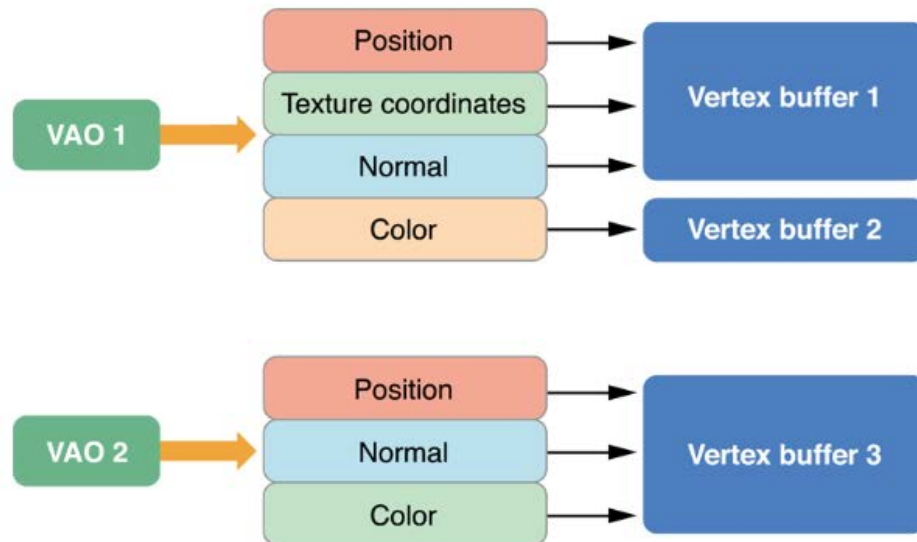 Position
Texture coordinates
Vertex buffer 1
VAO 1
Normal
Color
Vertex buffer 2
Position
VAO 2
Normal
Vertex buffer 3
Color